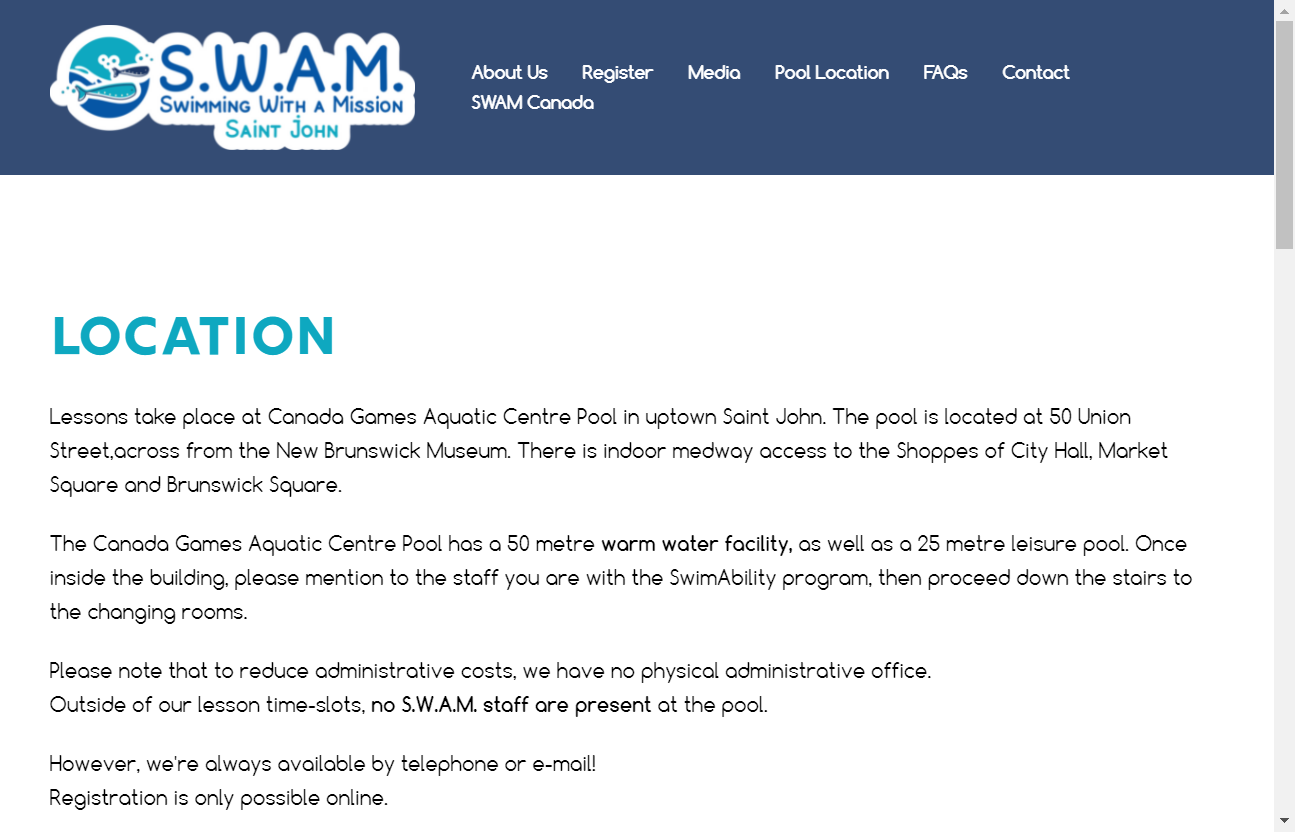 S.W.A.M.
Swimming With a Mission
Saint John
About Us Register Media Pool Location FAQs Contact
SWAM Canada
LOCATION
Lessons take place at Canada Games Aquatic Centre Pool in uptown Saint John. The pool is located at 50 Union
Street,across from the New Brunswick Museum. There is indoor medway access to the Shoppes of City Hall, Market
Square and Brunswick Square.
The Canada Games Aquatic Centre Pool has a 50 metre warm water facility, as well as a 25 metre leisure pool. Once
inside the building, please mention to the staff you are with the SwimAbility program, then proceed down the stairs to
the changing rooms.
Please note that to reduce administrative costs, we have no physical administrative office.
Outside of our lesson time-slots, no S.W.A.M. staff are present at the pool.
However, we're always available by telephone or e-mail!
Registration is only possible online.